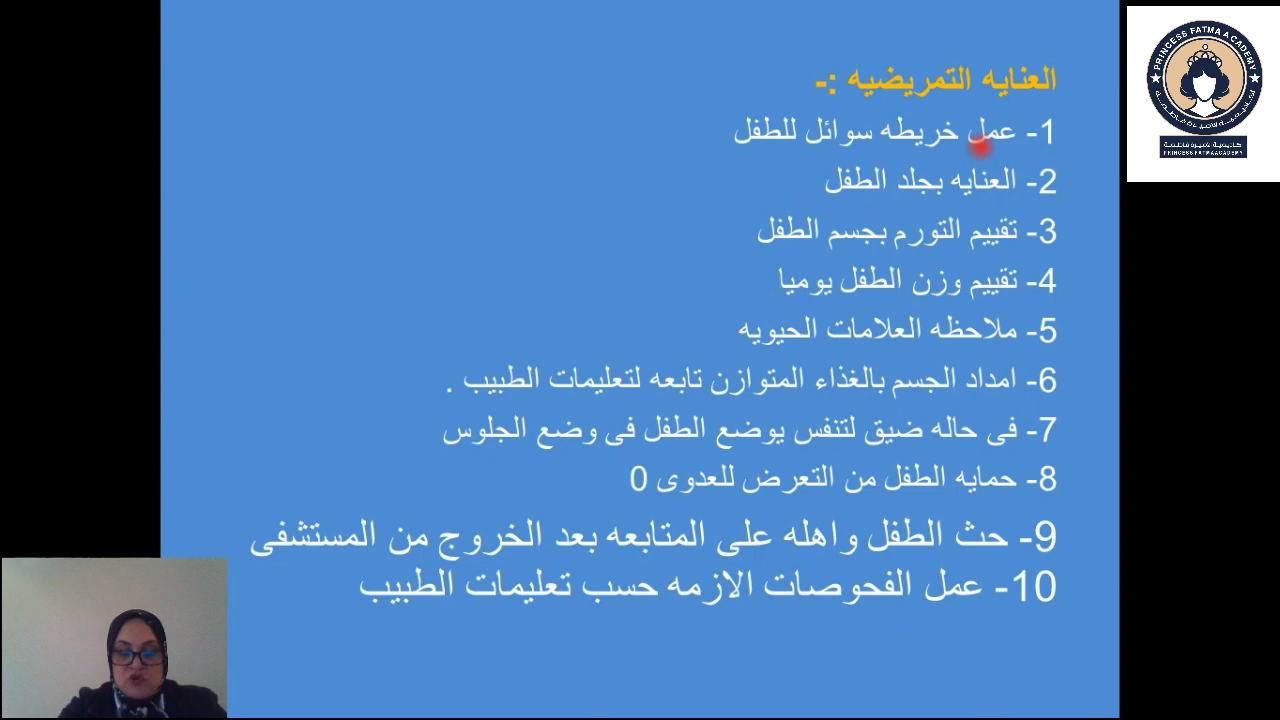 العنايه التمريضيه :-
1- عمل خريطه سوائل للطفل
2- العنايه بجلد الطفل
3- تقييم التورم بجسم الطفل
4- تقييم وزن الطفل يوميا
5- ملاحظه العلامات الحيويه
6- امداد الجسم بالغذاء المتوازن تابعه لتعليمات الطبيب .
7- فى حاله ضيق لتنفس يوضع الطفل فى وضع الجلوس
8- حمايه الطفل من التعرض للعدوى 0
9- حث الطفل واهله على المتابعه بعد الخروج من المستشفى
10- عمل الفحوصات الازمه حسب تعليمات الطبيب
PRINCESS FATMA ACADEMY
PRINCESS FATMA ACADEMY